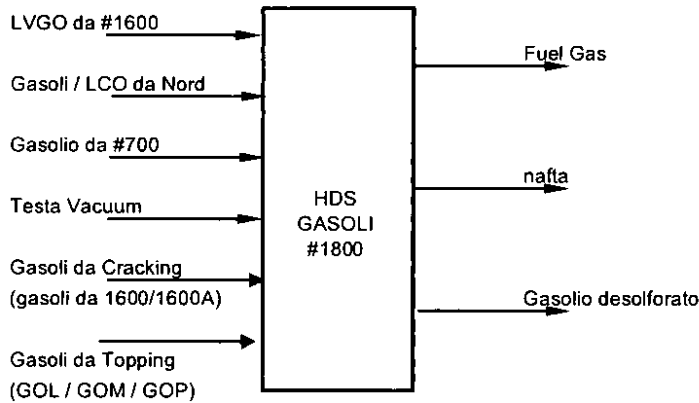 LVGO da #1600
Gasoli / LCO da Nord
Gasolio da #700
Testa Vacuum
Gasoli da Cracking
(gasoli da 1600/1600A)
Gasoli da Topping
(GOL / GOM / GOP)
HDS
GASOLI
#1800
Fuel Gas
nafta
Gasolio desolforato